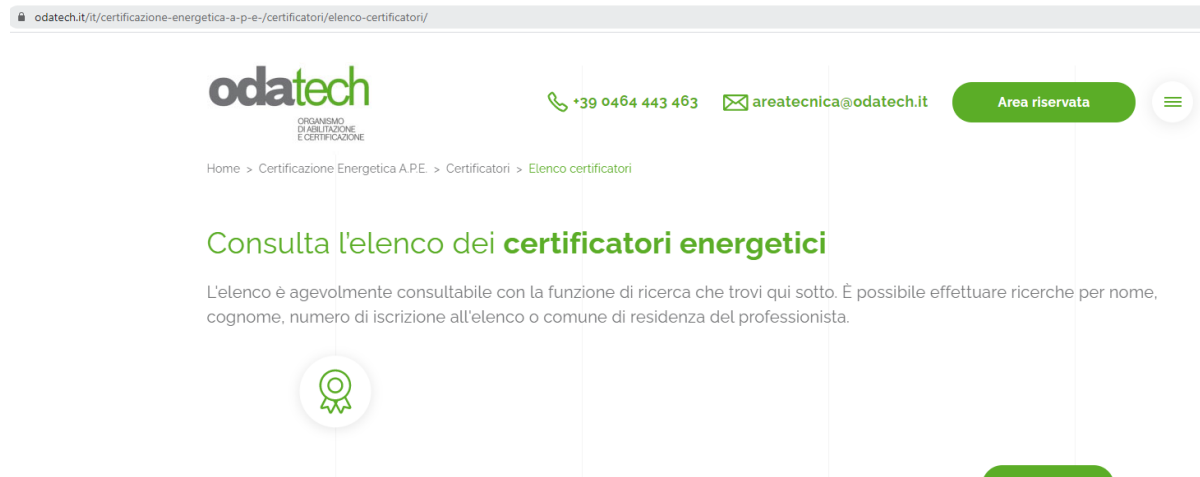 odatech.it/it/certificazione-energetica-a-p-e-/certificatori/elenco-certificatori/
odatech
ORGANISMO
DI ABILITAZIONE
E CERTIFICAZIONE
+39 0464 443 463
areatecnica@odatech.it
Area riservata
Home > Certificazione Energetica A.P.E. > Certificatori > Elenco certificatori
Consulta l'elenco dei certificatori energetici
L'elenco è agevolmente consultabile con la funzione di ricerca che trovi qui sotto. È possibile effettuare ricerche per nome,
cognome, numero di iscrizione all'elenco o comune di residenza del professionista.